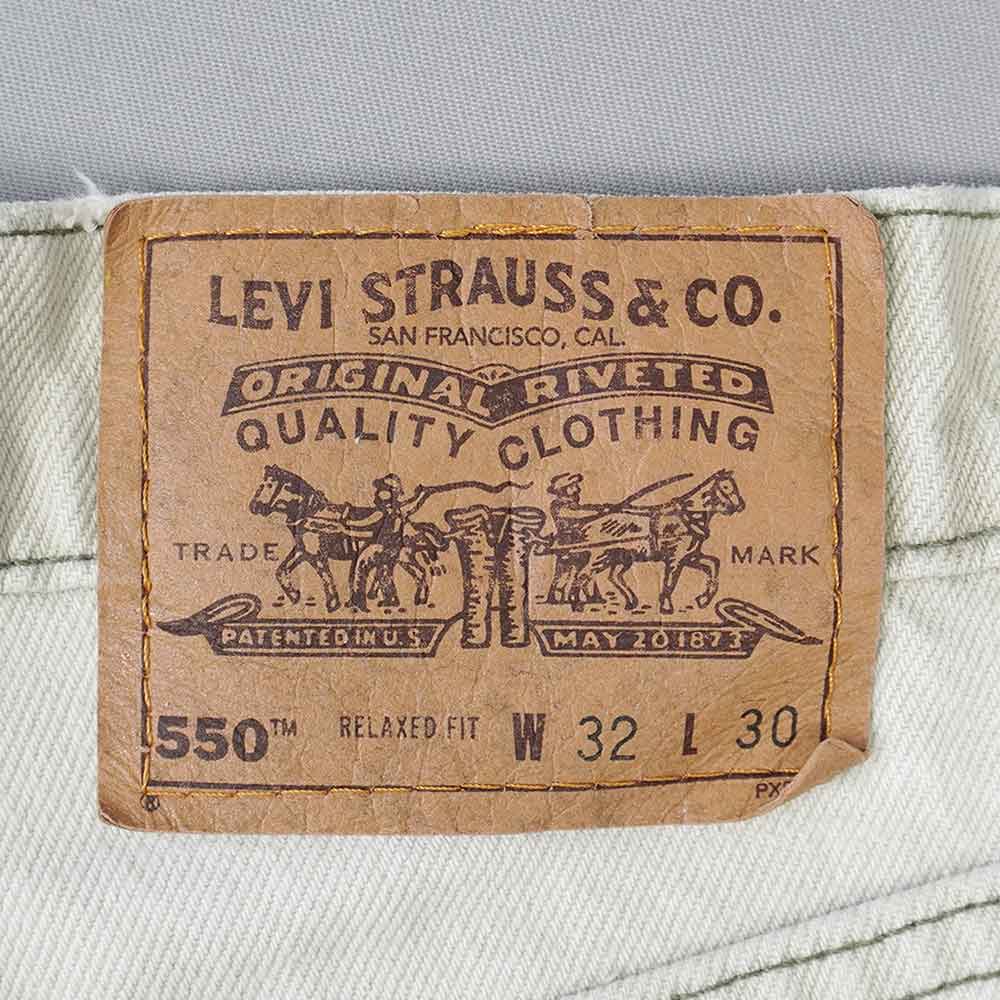 LEVI STRAUSS & CO.
SAN FRANCISCO, CAL.
ORIGINAL RIVETED
QUALITY CLOTHING
TRADE MARK
PATENTED IN U.S. MAY 20 1873
550™ RELAXED FIT W 32 L 30
®